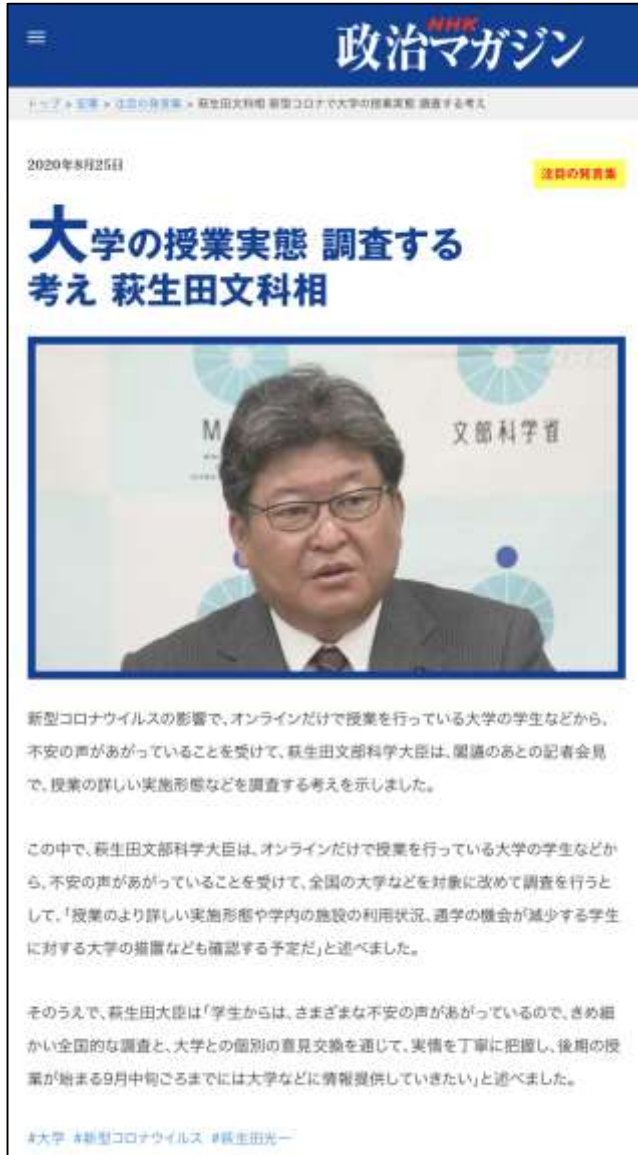 NHK
政治マガジン
トップ > 記事 > 注目の発言集 > 萩生田文科相 新型コロナで大学の授業実態 調査する考え
2020年8月25日
注目の発言集
大学の授業実態 調査する
考え 萩生田文科相
文部科学省
新型コロナウイルスの影響で、オンラインだけで授業を行っている大学の学生などから、
不安の声があがっていることを受けて、萩生田文部科学大臣は、閣議のあとの記者会見
で、授業の詳しい実施形態などを調査する考えを示しました。
この中で、萩生田文部科学大臣は、オンラインだけで授業を行っている大学の学生などか
ら、不安の声があがっていることを受けて、全国の大学などを対象に改めて調査を行うと
して、「授業のより詳しい実施形態や学内の施設の利用状況、通学の機会が減少する学生
に対する大学の措置なども確認する予定だ」と述べました。
そのうえで、萩生田大臣は「学生からは、さまざまな不安の声があがっているので、きめ細
かい全国的な調査と、大学との個別の意見交換を通じて、実情を丁寧に把握し、後期の授
業が始まる9月中旬ごろまでには大学などに情報提供していきたい」と述べました。
#大学 #新型コロナウイルス #萩生田光一